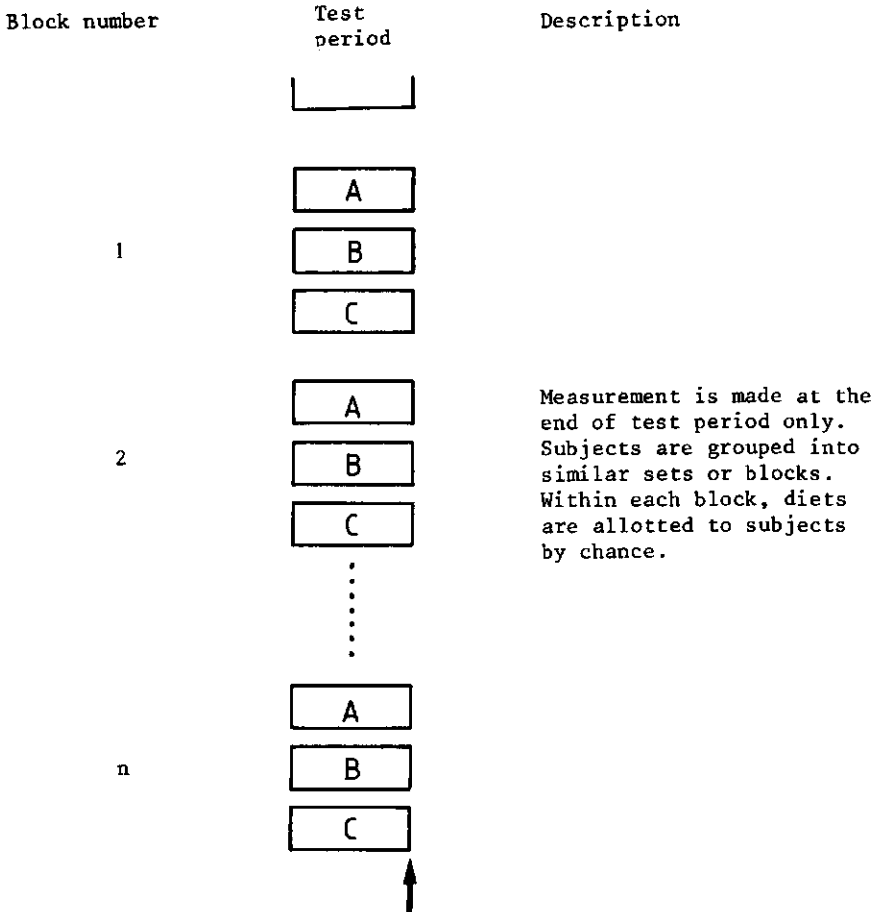 Block number
Test
period
Description
A
1
B
C
A
2
B
C
Measurement is made at the
end of test period only.
Subjects are grouped into
similar sets or blocks.
Within each block, diets
are allotted to subjects
by chance.
A
n
B
C